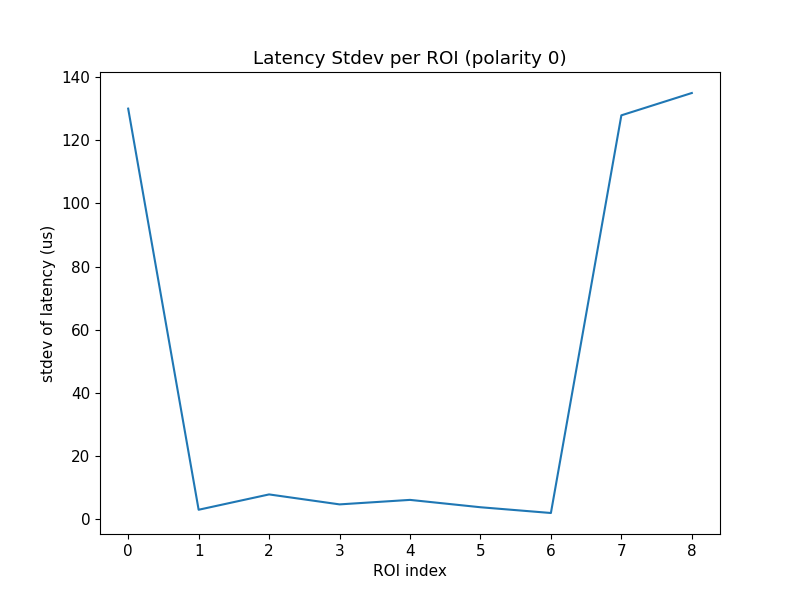 Latency Stdev per ROI (polarity 0)
140
120
100
80
60
40
20
0
stdev of latency (us)
0 1 2 3 4 5 6 7 8
ROI index